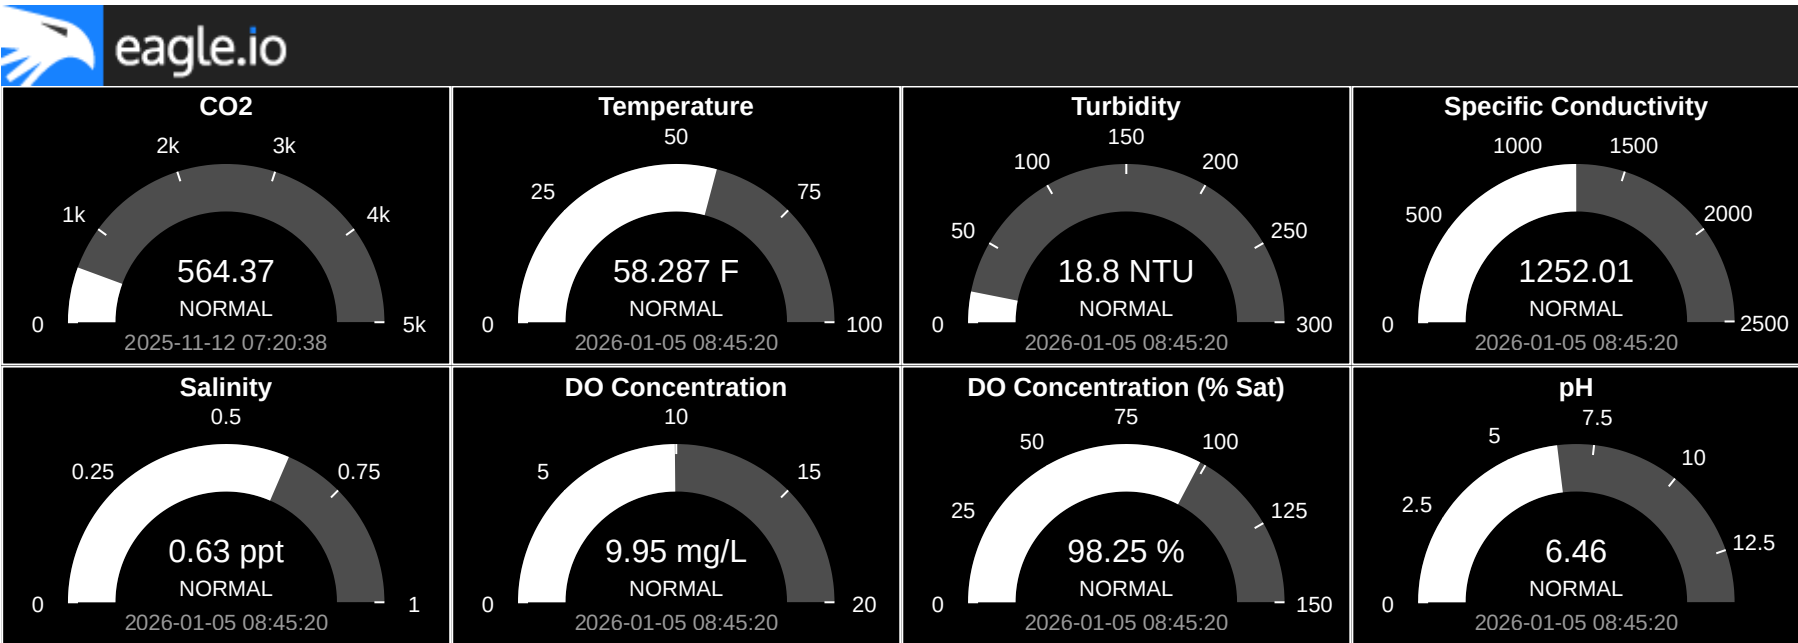 eagle.io
CO2
0
1k
2k
3k
4k
5k
564.37
NORMAL
2025-11-12 07:20:38
Temperature
0
25
50
75
100
58.287 F
NORMAL
2026-01-05 08:45:20
Turbidity
0
50
100
150
200
250
300
18.8 NTU
NORMAL
2026-01-05 08:45:20
Specific Conductivity
0
500
1000
1500
2000
2500
1252.01
NORMAL
2026-01-05 08:45:20
Salinity
0
0.25
0.5
0.75
1
0.63 ppt
NORMAL
2026-01-05 08:45:20
DO Concentration
0
5
10
15
20
9.95 mg/L
NORMAL
2026-01-05 08:45:20
DO Concentration (% Sat)
0
25
50
75
100
125
150
98.25 %
NORMAL
2026-01-05 08:45:20
pH
0
2.5
5
7.5
10
12.5
6.46
NORMAL
2026-01-05 08:45:20